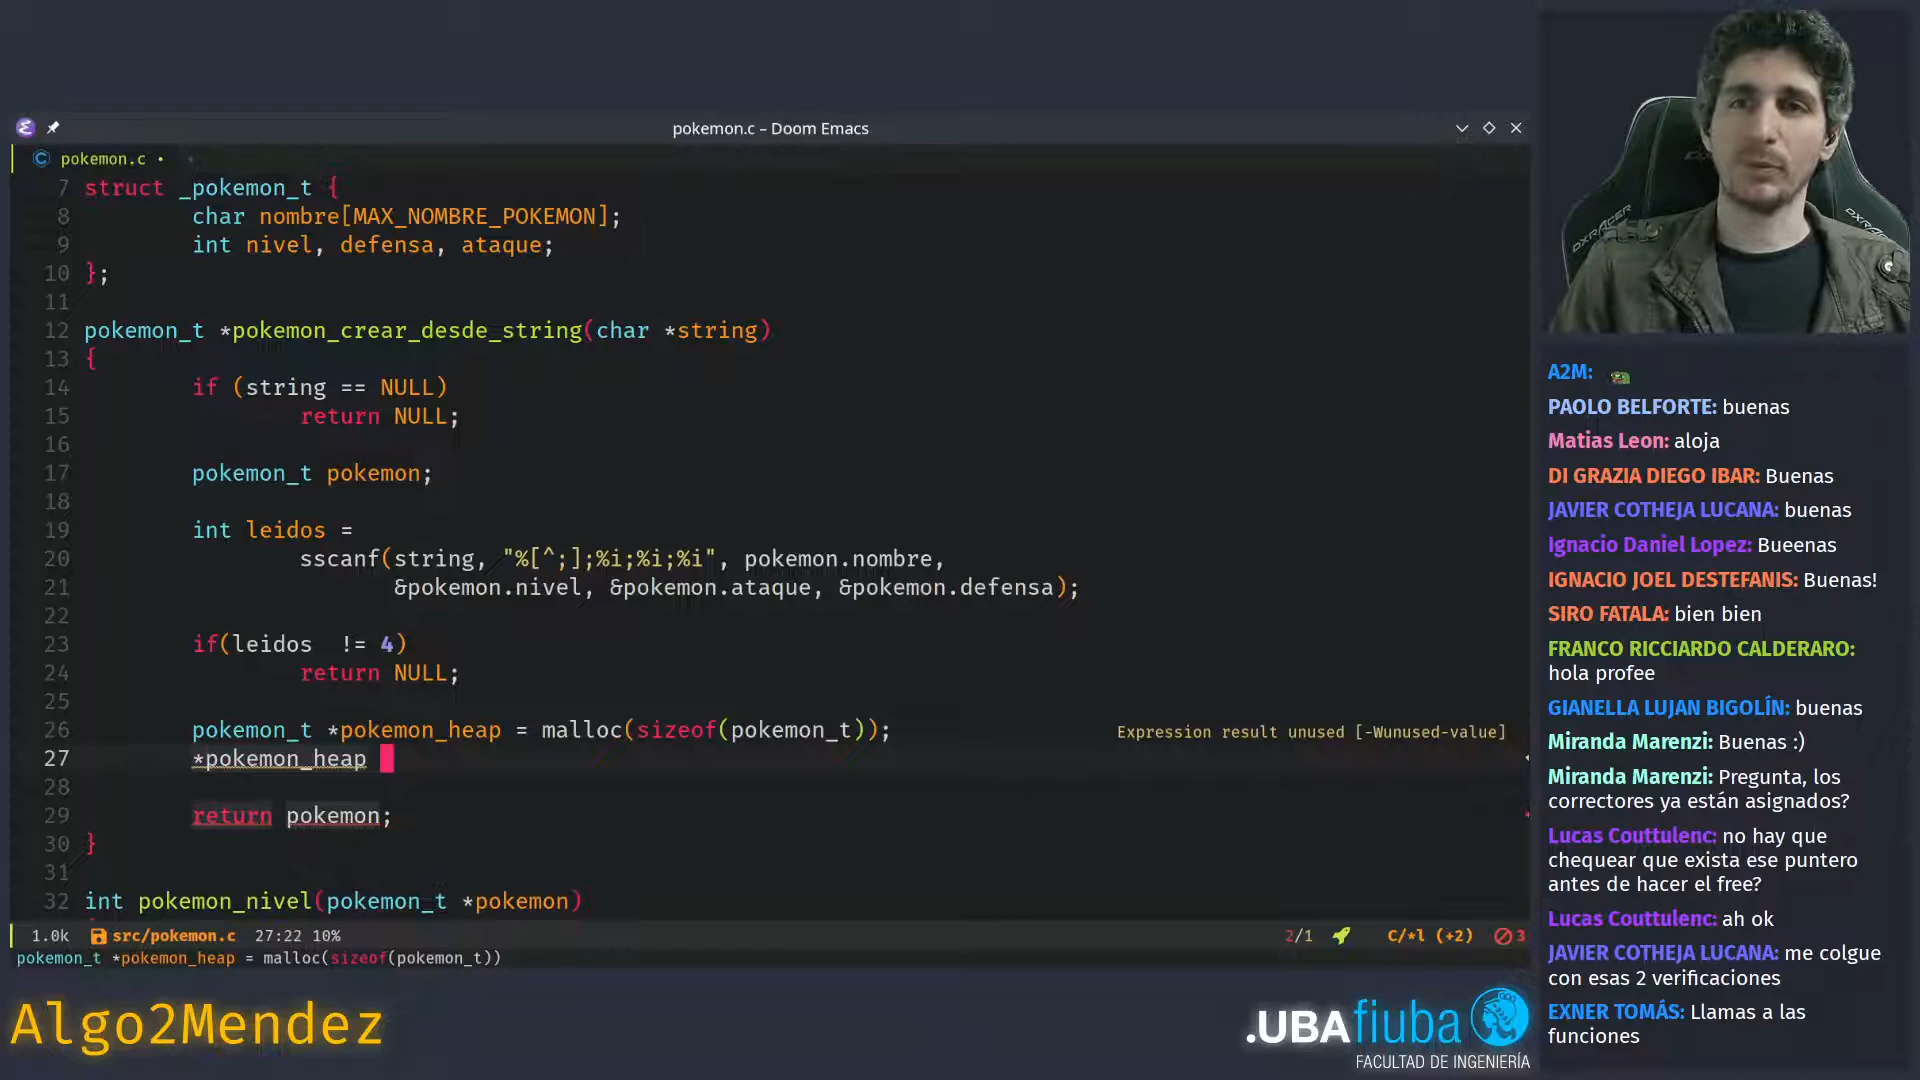 pokemon.c – Doom Emacs
pokemon.c •
7 struct _pokemon_t {
8 char nombre[MAX_NOMBRE_POKEMON];
9 int nivel, defensa, ataque;
10 };
11
12 pokemon_t *pokemon_crear_desde_string(char *string)
13 {
14 if (string == NULL)
15 return NULL;
16
17 pokemon_t pokemon;
18
19 int leidos =
20 sscanf(string, "%[^;];%i;%i;%i", pokemon.nombre,
21 &pokemon.nivel, &pokemon.ataque, &pokemon.defensa);
22
23 if(leidos  != 4)
24 return NULL;
25
26 pokemon_t *pokemon_heap = malloc(sizeof(pokemon_t)); Expression result unused [-Wunused-value]
27 *pokemon_heap
28
29 return pokemon;
30 }
31
32 int pokemon_nivel(pokemon_t *pokemon)
1.0k src/pokemon.c 27:22 10% 2/1 C/*l (+2) 3
pokemon_t *pokemon_heap = malloc(sizeof(pokemon_t))
Algo2Mendez
.UBAfiuba
FACULTAD DE INGENIERÍA
DXRACER
A2M:
PAOLO BELFORTE: buenas
Matias Leon: aloja
DI GRAZIA DIEGO IBAR: Buenas
JAVIER COTHEJA LUCANA: buenas
Ignacio Daniel Lopez: Bueenas
IGNACIO JOEL DESTEFANIS: Buenas!
SIRO FATALA: bien bien
FRANCO RICCIARDO CALDERARO:
hola profee
GIANELLA LUJAN BIGOLÍN: buenas
Miranda Marenzi: Buenas :)
Miranda Marenzi: Pregunta, los
correctores ya están asignados?
Lucas Couttulenc: no hay que
chequear que exista ese puntero
antes de hacer el free?
Lucas Couttulenc: ah ok
JAVIER COTHEJA LUCANA: me colgue
con esas 2 verificaciones
EXNER TOMÁS: Llamas a las
funciones